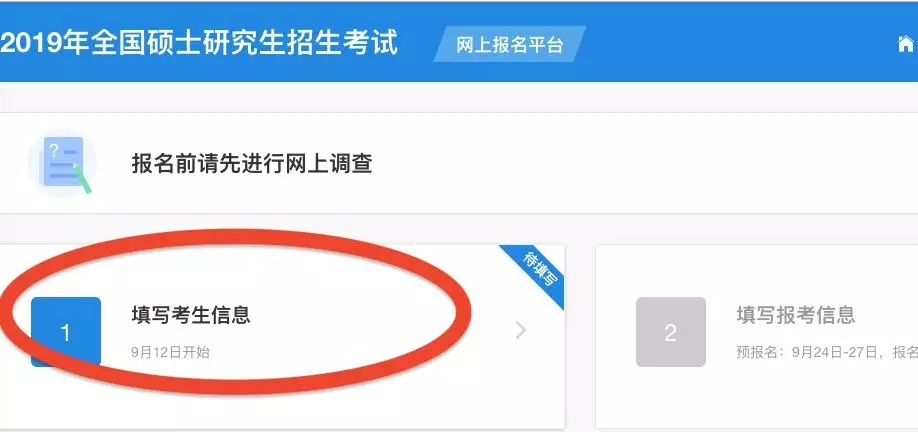 2019年全国硕士研究生招生考试
网上报名平台
?
报名前请先进行网上调查
待填写
1
填写考生信息
9月12日开始
2
填写报考信息
预报名：9月24日-27日，报名